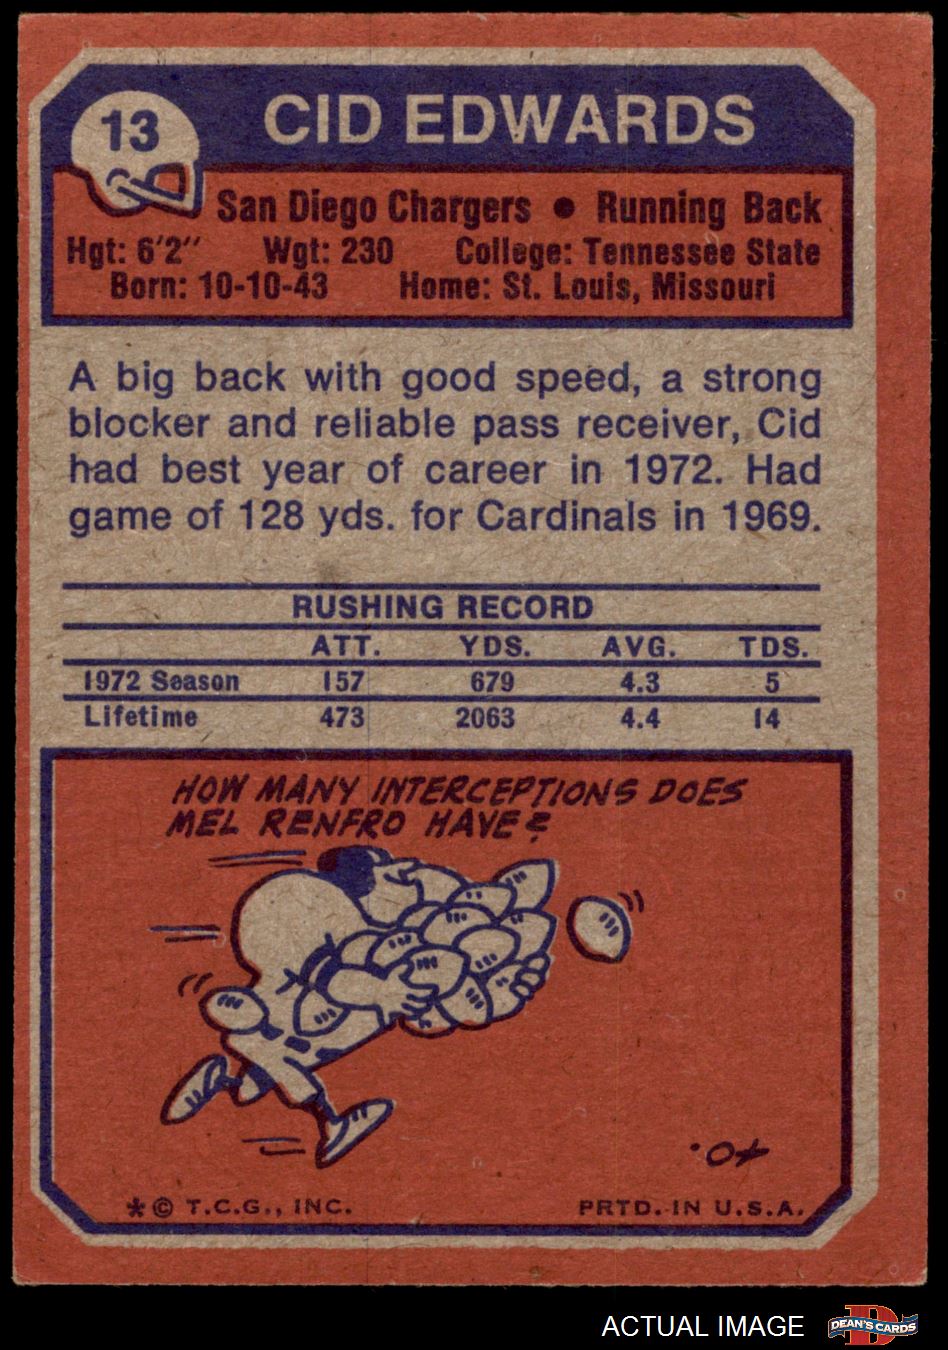 13
CID EDWARDS
San Diego Chargers • Running Back
Hgt: 6'2" Wgt: 230 College: Tennessee State
Born: 10-10-43 Home: St. Louis, Missouri
A big back with good speed, a strong
blocker and reliable pass receiver, Cid
had best year of career in 1972. Had
game of 128 yds. for Cardinals in 1969.
RUSHING RECORD
ATT. YDS. AVG. TDS.
1972 Season 157 679 4.3 5
Lifetime 473 2063 4.4 14
HOW MANY INTERCEPTIONS DOES
MEL RENFRO HAVE?
·04
* © T.C.G., INC. PRTD. IN U.S.A.
ACTUAL IMAGE
D
DEAN'S CARDS